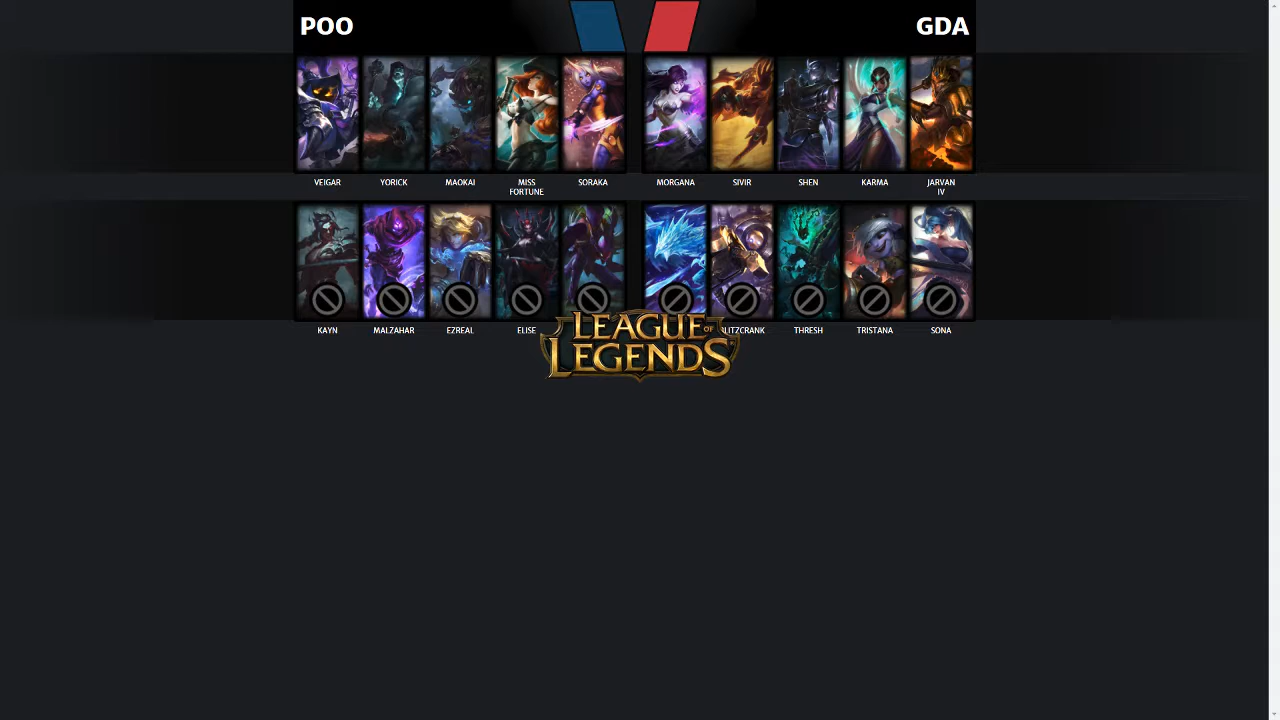 POO
GDA
VEIGAR
YORICK
MAOKAI
MISS
FORTUNE
SORAKA
MORGANA
SIVIR
SHEN
KARMA
JARVAN
IV
KAYN
MALZAHAR
EZREAL
ELISE
LITZCRANK
THRESH
TRISTANA
SONA
LEAGUE OF
LEGENDS